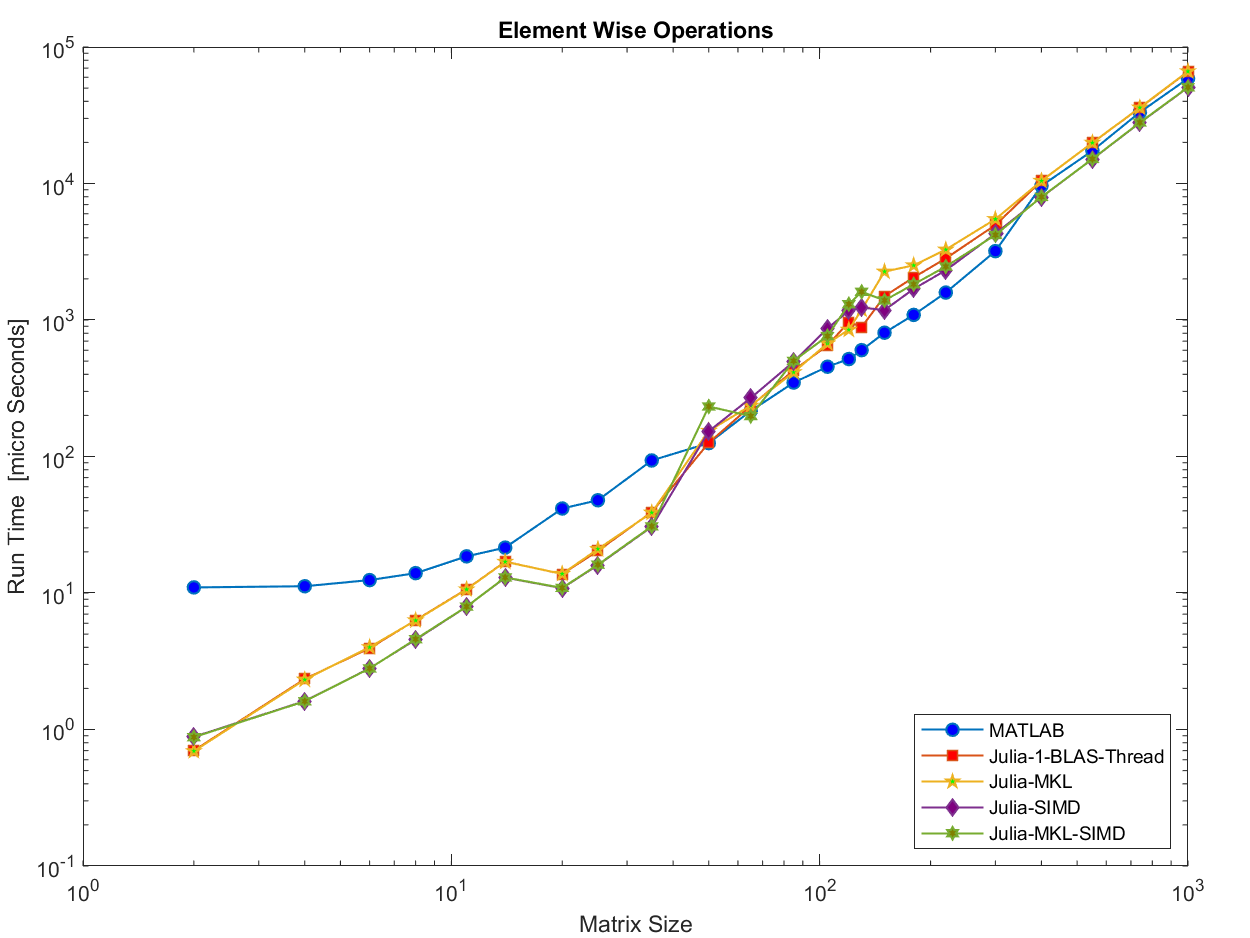 Element Wise Operations
Run Time [micro Seconds]
10^5
10^4
10^3
10^2
10^1
10^0
10^-1
10^0 10^1 10^2 10^3
Matrix Size
MATLAB
Julia-1-BLAS-Thread
Julia-MKL
Julia-SIMD
Julia-MKL-SIMD